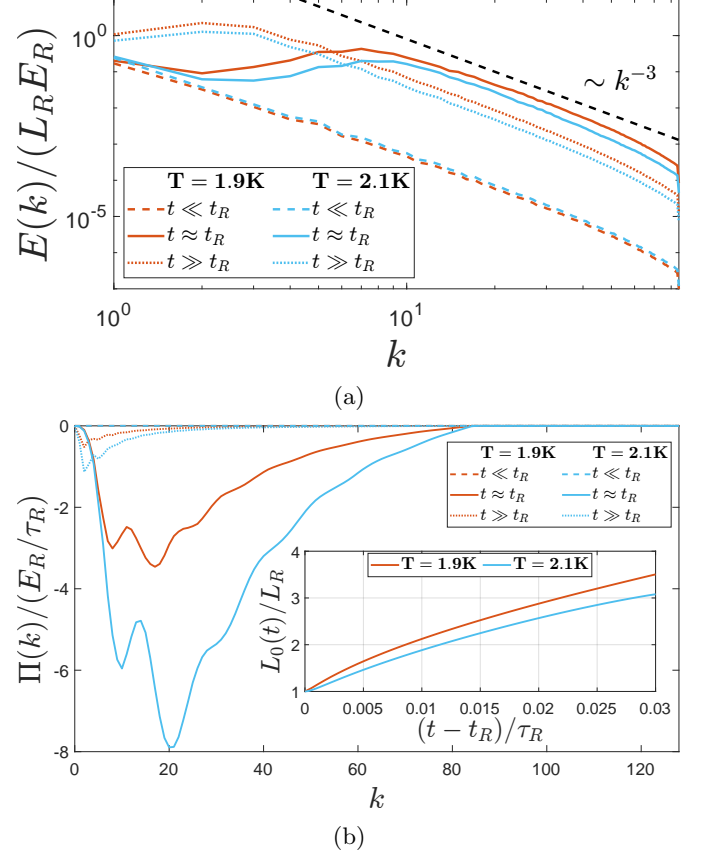 10^0
10^{-5}
E(k)/(L_R E_R)
∼ k^{-3}
T = 1.9K T = 2.1K
t ≪ t_R t ≪ t_R
t ≈ t_R t ≈ t_R
t ≫ t_R t ≫ t_R
10^0 10^1
k
(a)
0
-2
-4
-6
-8
Π(k)/(E_R/τ_R)
T = 1.9K T = 2.1K
t ≪ t_R t ≪ t_R
t ≈ t_R t ≈ t_R
t ≫ t_R t ≫ t_R
4
3
2
1
L_0(t)/L_R
T = 1.9K T = 2.1K
0 0.005 0.01 0.015 0.02 0.025 0.03
(t − t_R)/τ_R
0 20 40 60 80 100 120
k
(b)